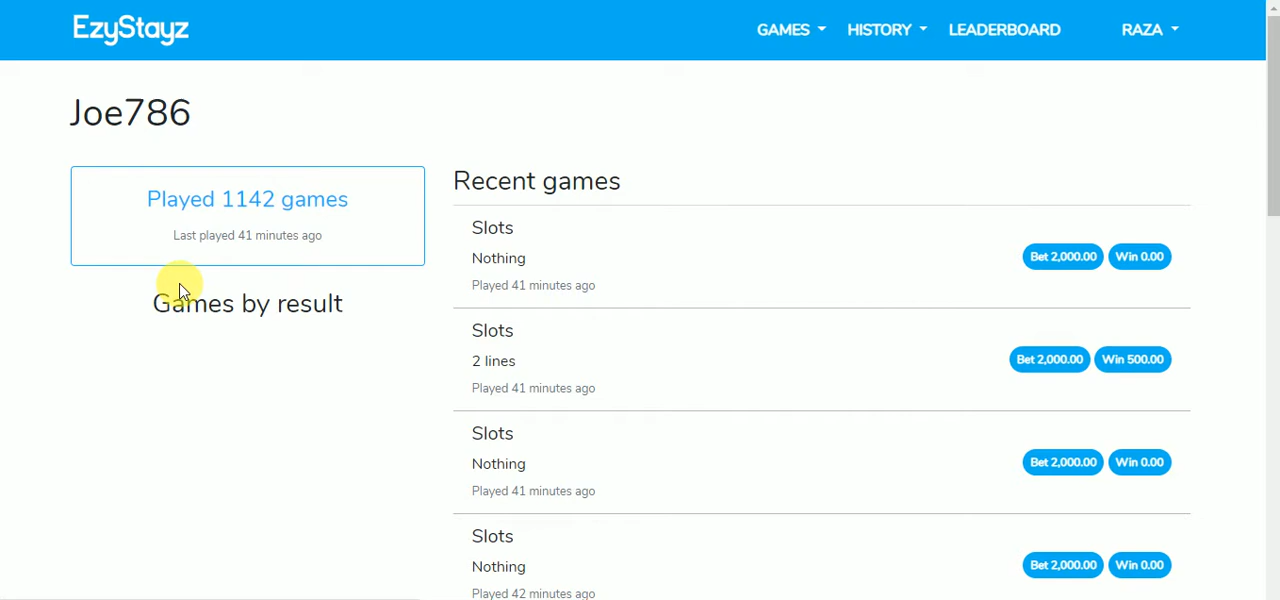 EzyStayz
GAMES
HISTORY
LEADERBOARD
RAZA
Joe786
Played 1142 games
Last played 41 minutes ago
Games by result
Recent games
Slots
Nothing
Played 41 minutes ago
Bet 2,000.00
Win 0.00
Slots
2 lines
Played 41 minutes ago
Bet 2,000.00
Win 500.00
Slots
Nothing
Played 41 minutes ago
Bet 2,000.00
Win 0.00
Slots
Nothing
Played 42 minutes ago
Bet 2,000.00
Win 0.00